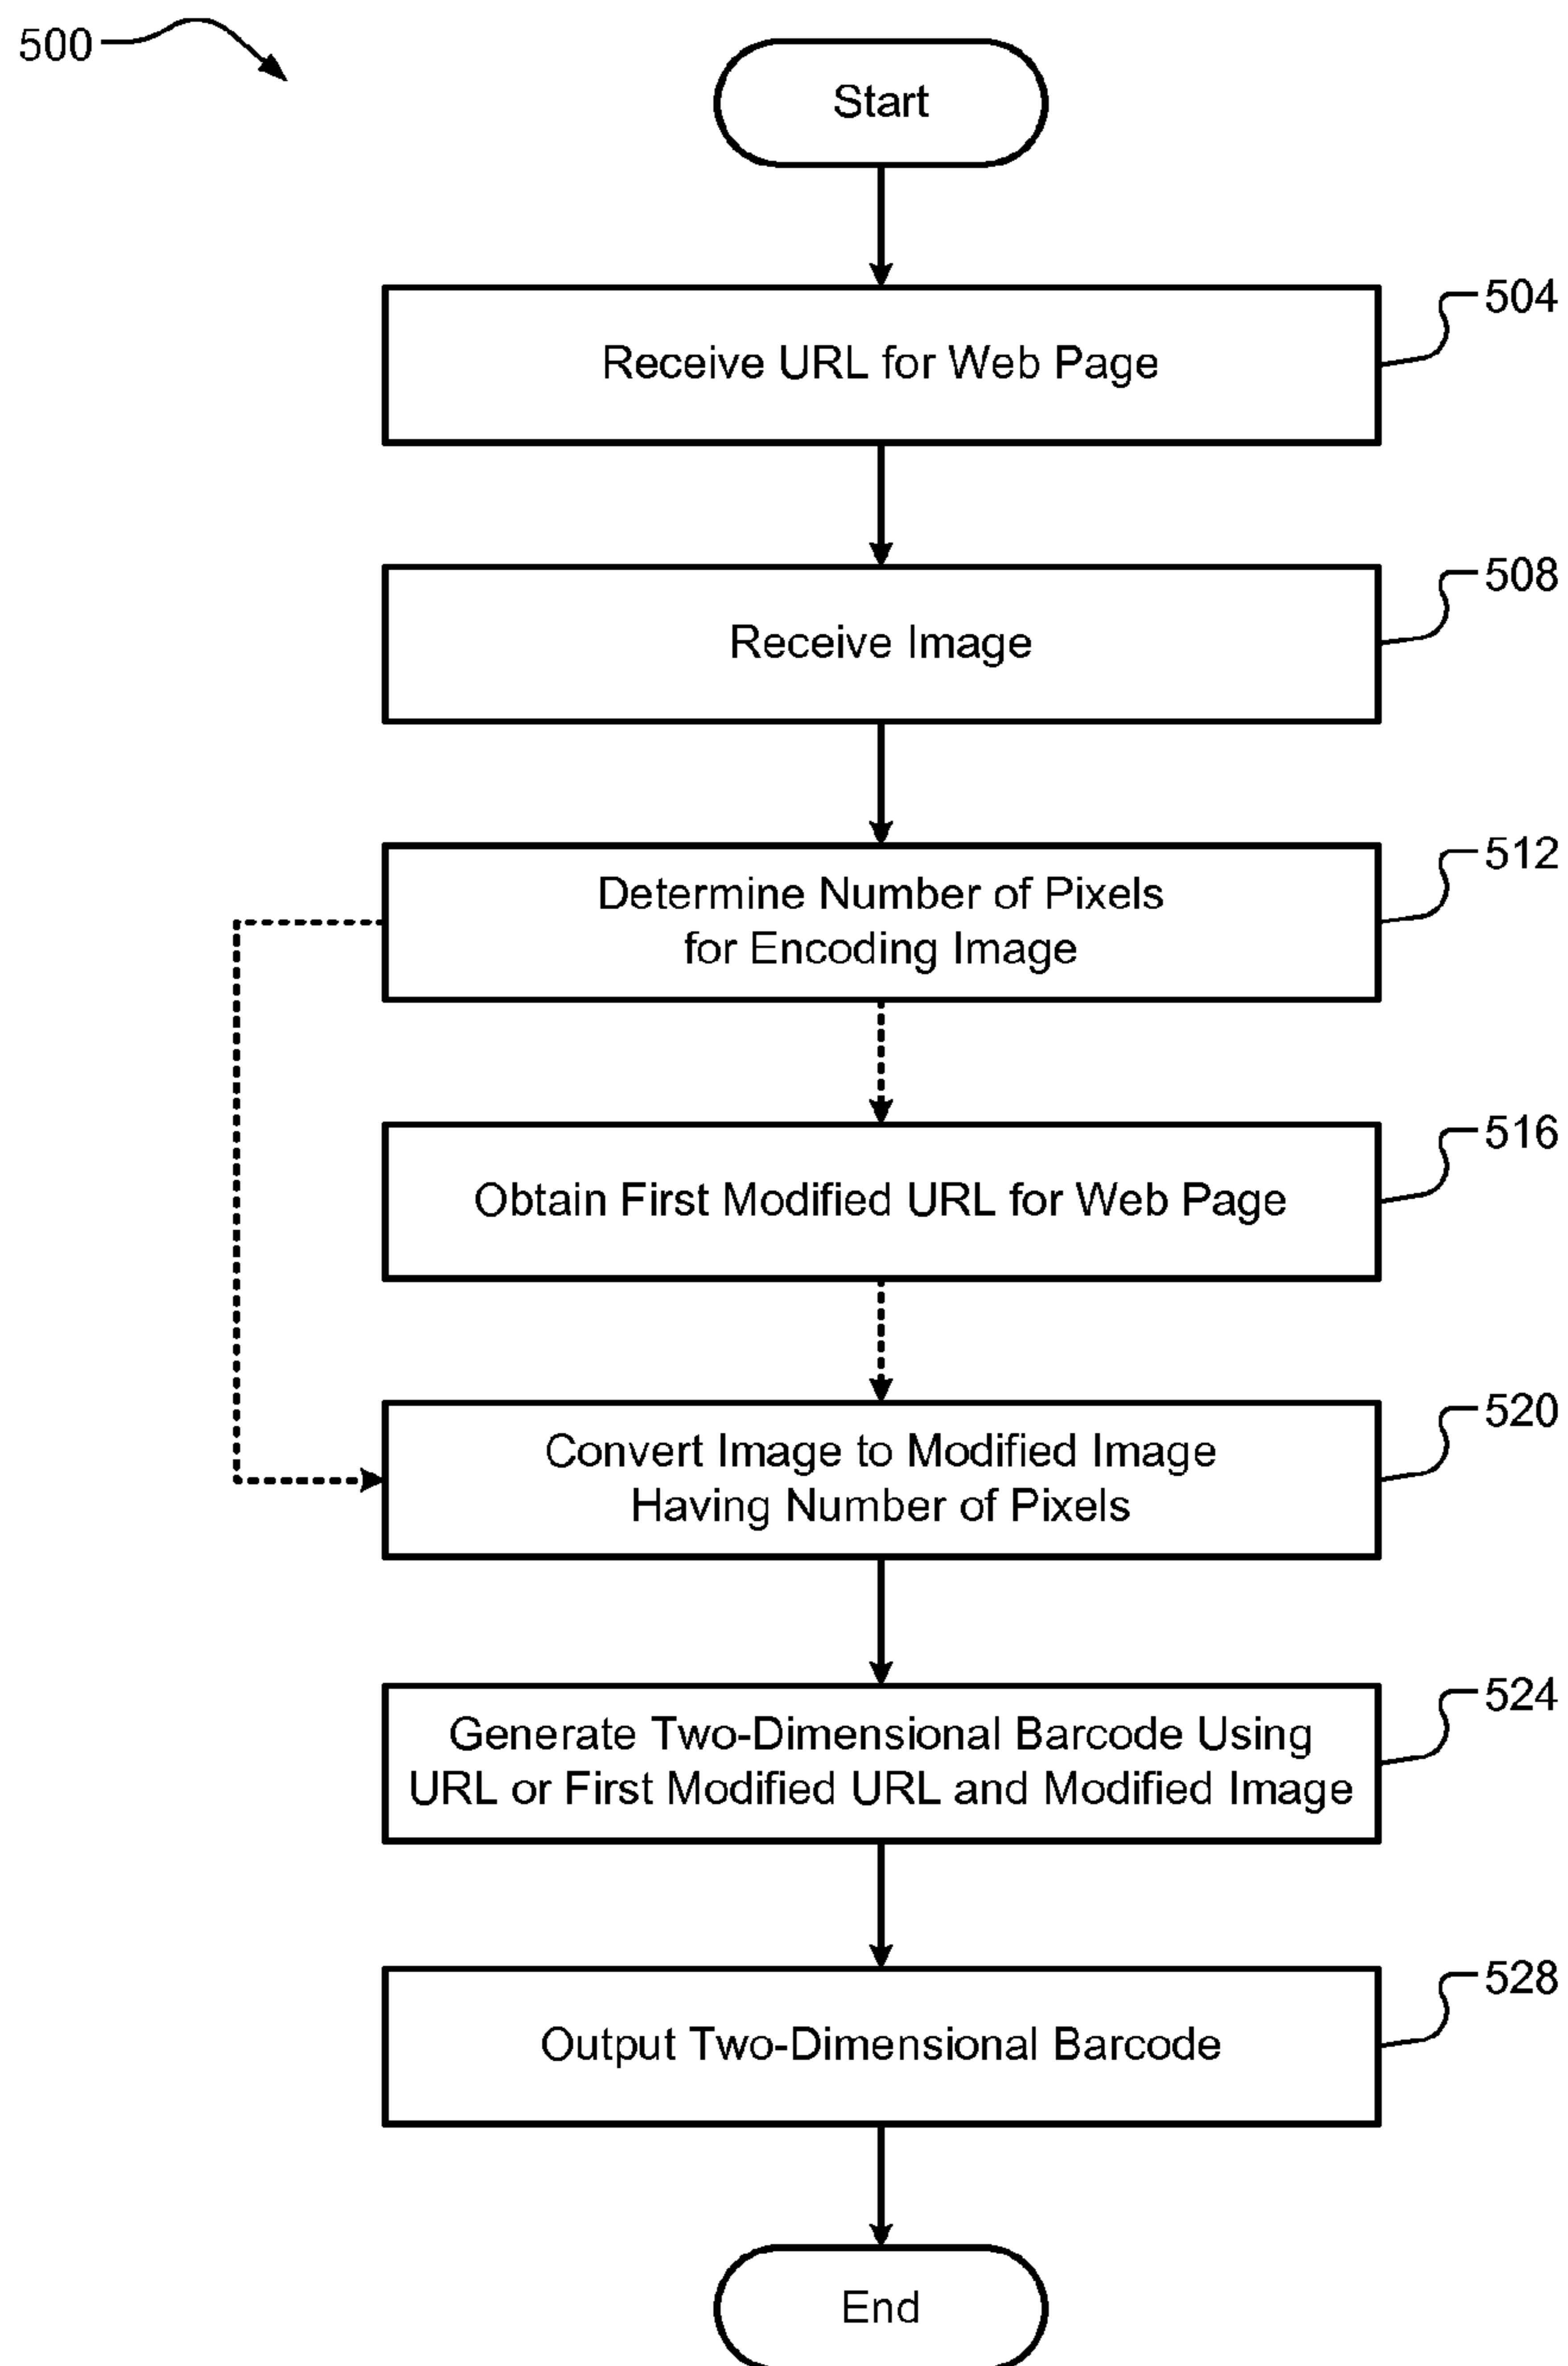 500
Start
Receive URL for Web Page
504
Receive Image
508
Determine Number of Pixels
for Encoding Image
512
Obtain First Modified URL for Web Page
516
Convert Image to Modified Image
Having Number of Pixels
520
Generate Two-Dimensional Barcode Using
URL or First Modified URL and Modified Image
524
Output Two-Dimensional Barcode
528
End